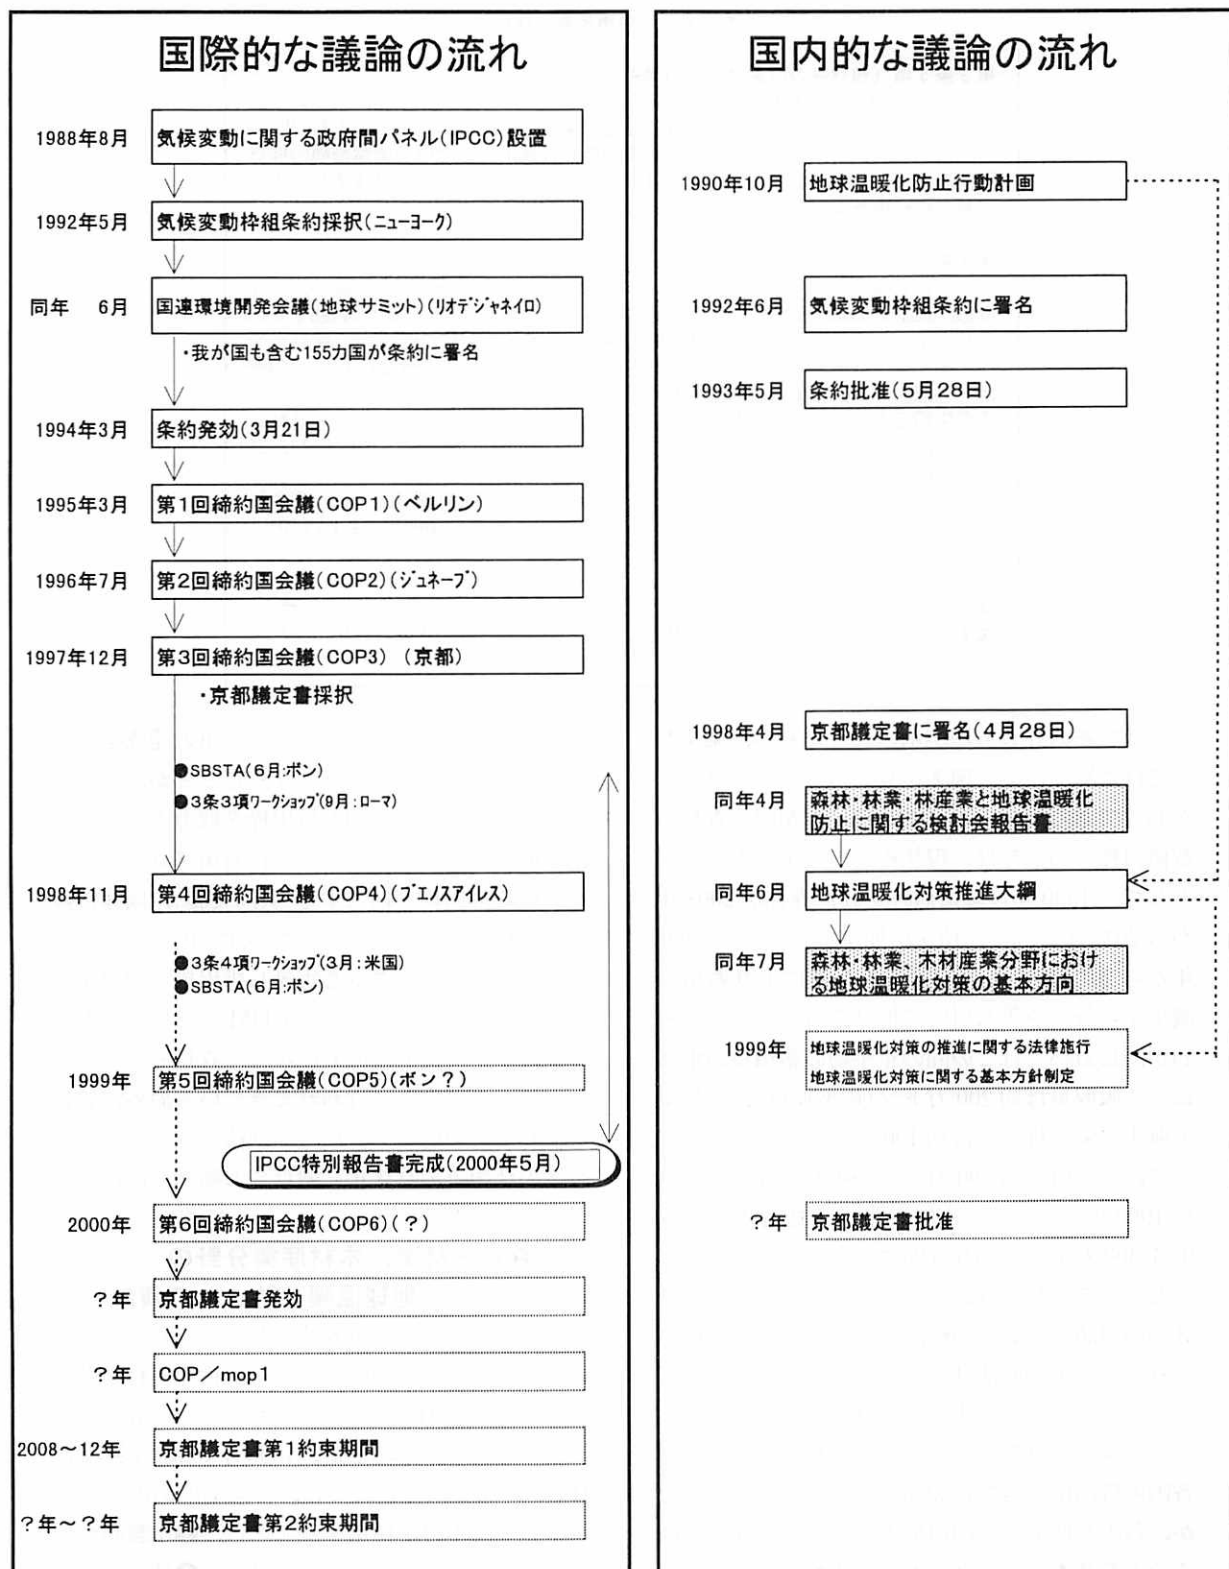 国際的な議論の流れ
1988年8月 気候変動に関する政府間パネル(IPCC)設置
1992年5月 気候変動枠組条約採択(ニューヨーク)
同年 6月 国連環境開発会議(地球サミット)(リオデジャネイロ)
・我が国も含む155カ国が条約に署名
1994年3月 条約発効(3月21日)
1995年3月 第1回締約国会議(COP1)(ベルリン)
1996年7月 第2回締約国会議(COP2)(ジュネーブ)
1997年12月 第3回締約国会議(COP3) (京都)
・京都議定書採択
●SBSTA(6月:ボン)
●3条3項ワークショップ(9月:ローマ)
1998年11月 第4回締約国会議(COP4)(ブエノスアイレス)
●3条4項ワークショップ(3月:米国)
●SBSTA(6月:ボン)
1999年 第5回締約国会議(COP5)(ボン?)
IPCC特別報告書完成(2000年5月)
2000年 第6回締約国会議(COP6)(?)
?年 京都議定書発効
?年 COP/mop1
2008~12年 京都議定書第1約束期間
?年~?年 京都議定書第2約束期間
国内的な議論の流れ
1990年10月 地球温暖化防止行動計画
1992年6月 気候変動枠組条約に署名
1993年5月 条約批准(5月28日)
1998年4月 京都議定書に署名(4月28日)
同年4月 森林・林業・林産業と地球温暖化
防止に関する検討会報告書
同年6月 地球温暖化対策推進大綱
同年7月 森林・林業、木材産業分野におけ
る地球温暖化対策の基本方向
1999年 地球温暖化対策の推進に関する法律施行
地球温暖化対策に関する基本方針制定
?年 京都議定書批准